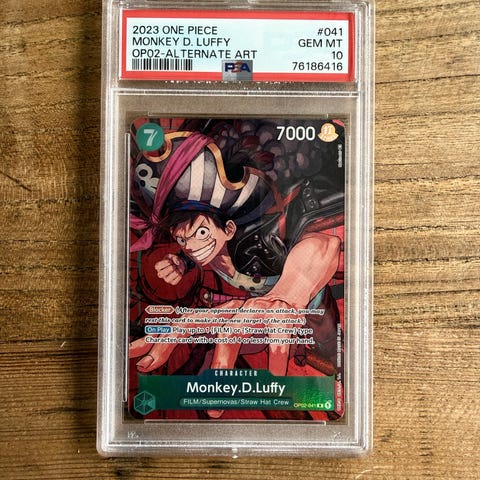 2023 ONE PIECE #041
MONKEY D. LUFFY GEM MT
OP02-ALTERNATE ART 10
PSA 76186416
7 7000
Blocker (After your opponent declares an attack, you may
rest this card to make it the new target of the attack.)
On Play Play up to 1 {FILM} or {Straw Hat Crew} type
Character card with a cost of 4 or less from your hand.
CHARACTER
Monkey.D.Luffy
FILM/Supernovas/Straw Hat Crew
OP02-041 R